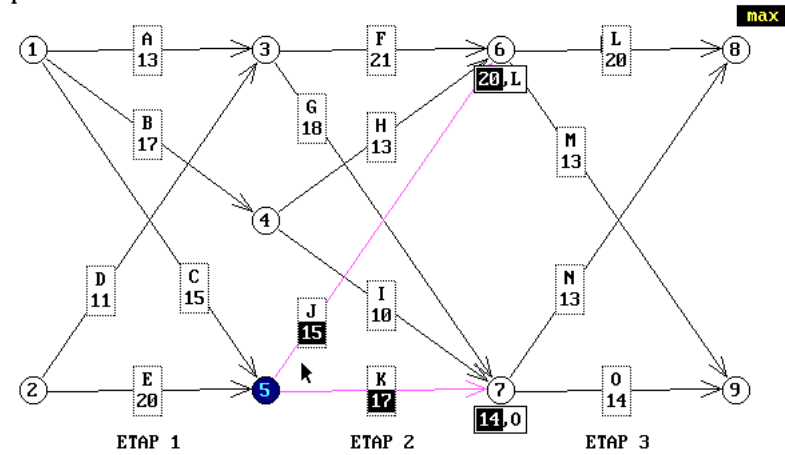 max
1
A
13
3
F
21
6
L
20
8
20,L
B
17
G
18
H
13
M
13
4
D
11
C
15
I
10
N
13
J
15
2
E
20
5
K
17
7
O
14
9
14,O
ETAP 1
ETAP 2
ETAP 3